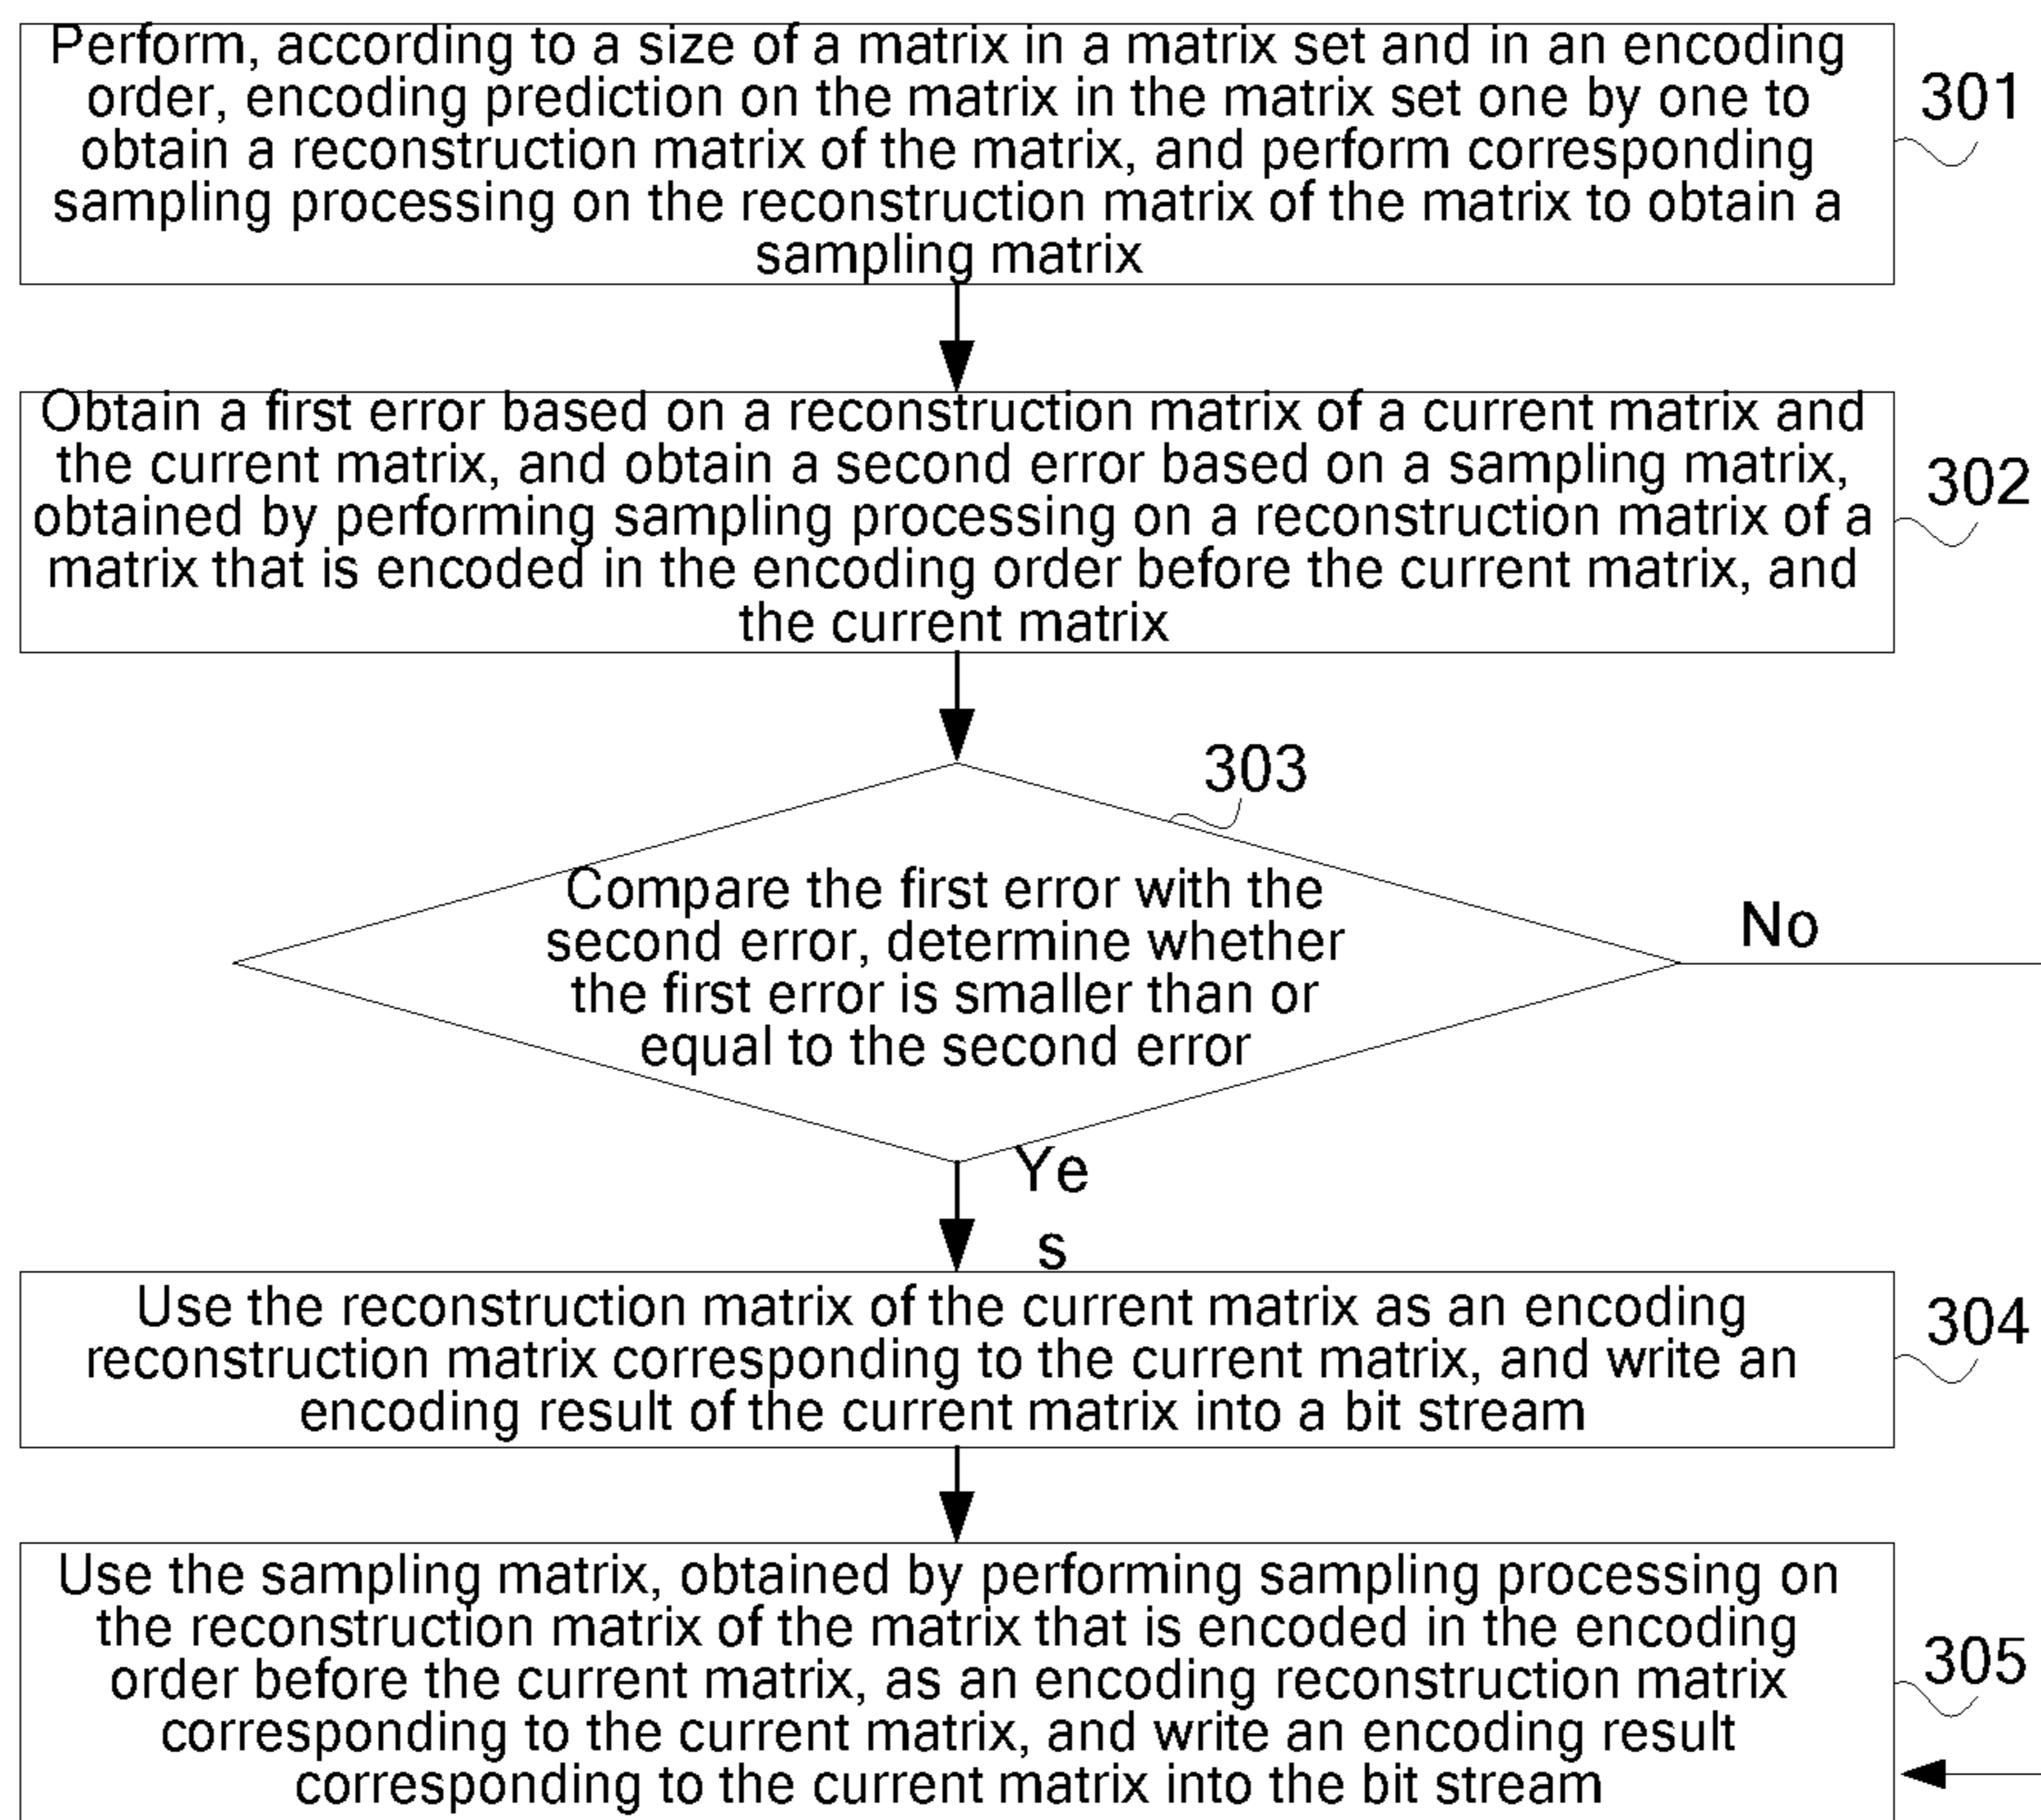 Perform, according to a size of a matrix in a matrix set and in an encoding
order, encoding prediction on the matrix in the matrix set one by one to
obtain a reconstruction matrix of the matrix, and perform corresponding
sampling processing on the reconstruction matrix of the matrix to obtain a
sampling matrix
301
Obtain a first error based on a reconstruction matrix of a current matrix and
the current matrix, and obtain a second error based on a sampling matrix,
obtained by performing sampling processing on a reconstruction matrix of a
matrix that is encoded in the encoding order before the current matrix, and
the current matrix
302
303
Compare the first error with the
second error, determine whether
the first error is smaller than or
equal to the second error
No
Ye
s
Use the reconstruction matrix of the current matrix as an encoding
reconstruction matrix corresponding to the current matrix, and write an
encoding result of the current matrix into a bit stream
304
Use the sampling matrix, obtained by performing sampling processing on
the reconstruction matrix of the matrix that is encoded in the encoding
order before the current matrix, as an encoding reconstruction matrix
corresponding to the current matrix, and write an encoding result
corresponding to the current matrix into the bit stream
305